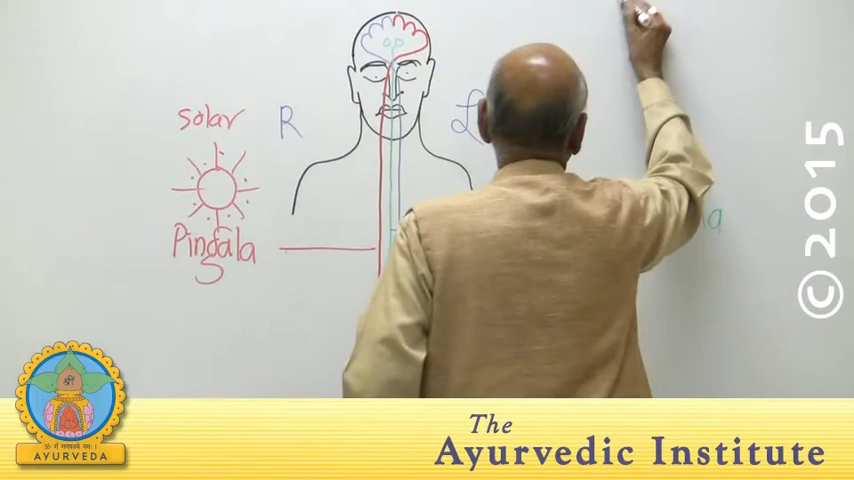 solar
R
L
Pingala
© 2015
ॐ श्रीं
AYURVEDA
The
Ayurvedic Institute